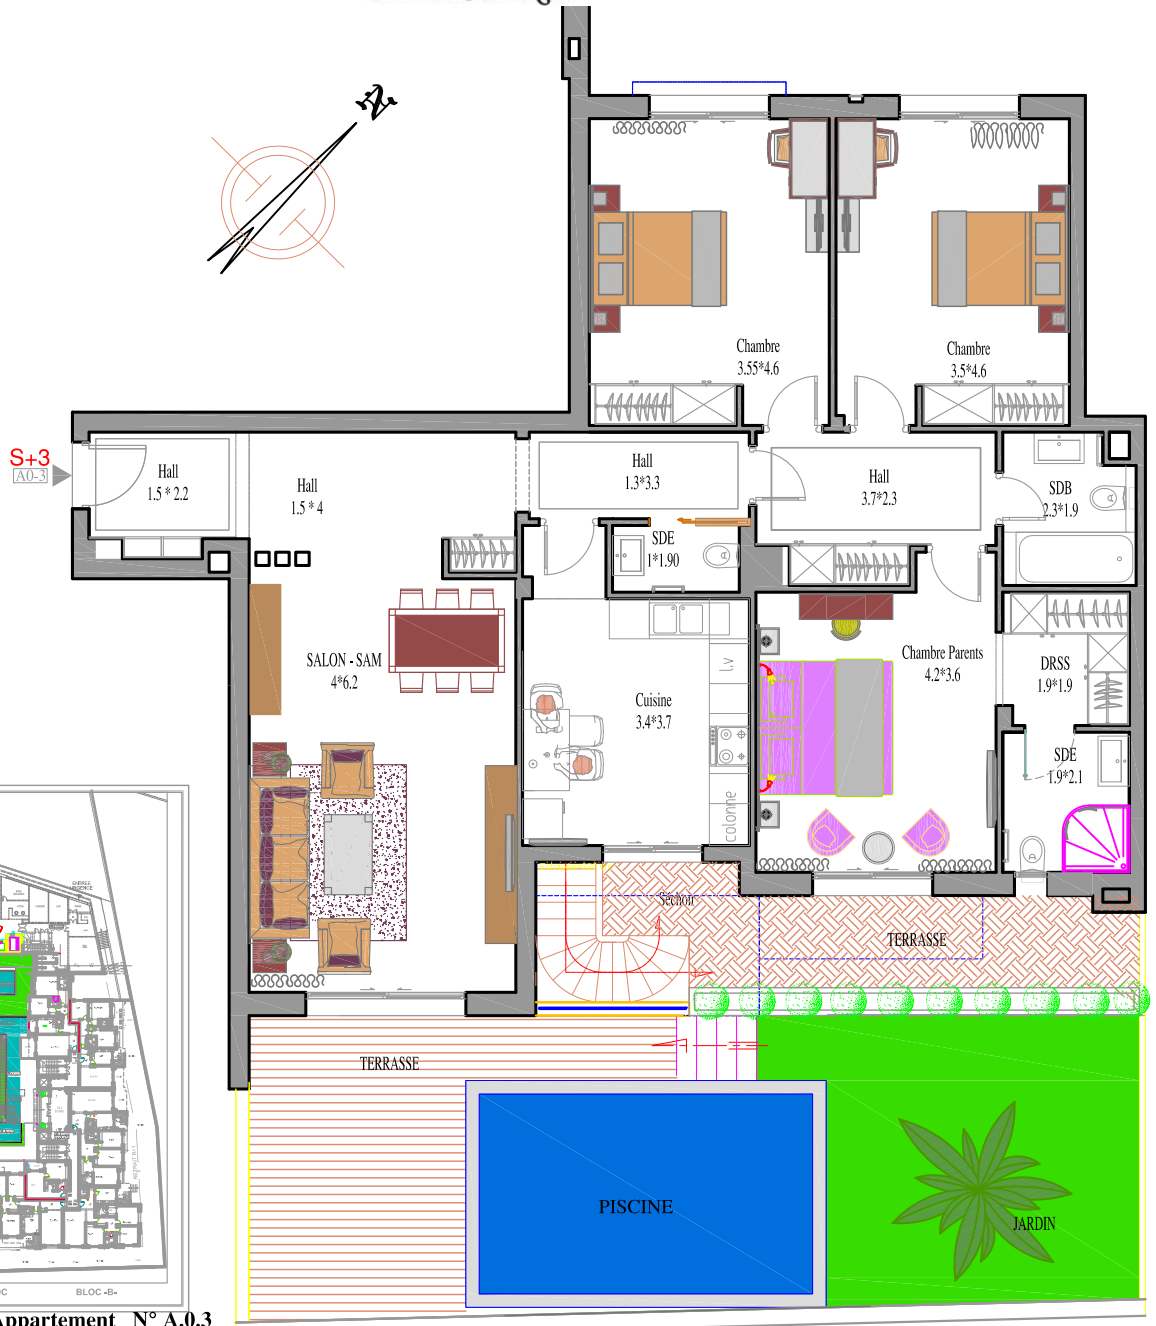 Chambre
3.55*4.6
Chambre
3.5*4.6
S+3
A0-3
Hall
1.5 * 2.2
Hall
1.5 * 4
Hall
1.3*3.3
Hall
3.7*2.3
SDB
2.3*1.9
SDE
1*1.90
SALON - SAM
4*6.2
L.V
Cuisine
3.4*3.7
colonne
Chambre Parents
4.2*3.6
DRSS
1.9*1.9
SDE
1.9*2.1
Séchoir
TERRASSE
TERRASSE
PISCINE
JARDIN
ENTREE
URGENCE
BLOC -B-
Appartement N° A.0.3